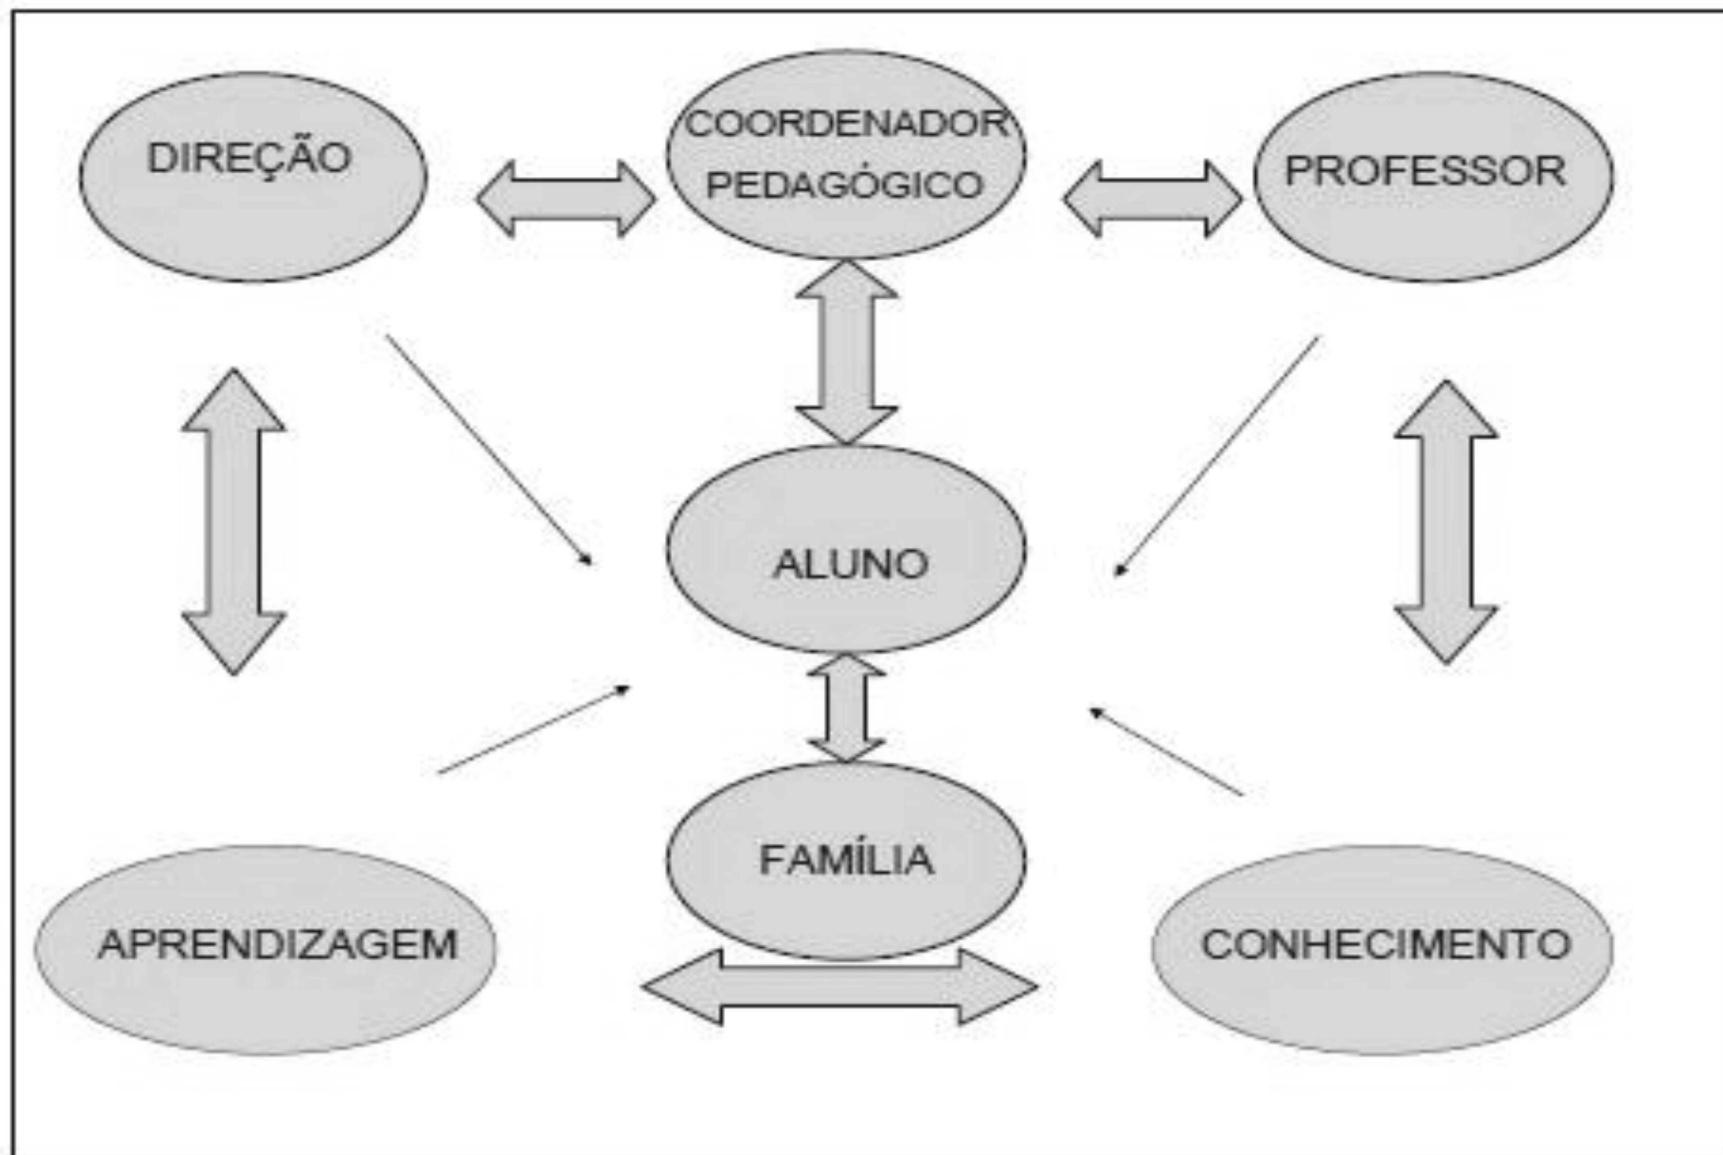 DIREÇÃO
COORDENADOR
PEDAGÓGICO
PROFESSOR
ALUNO
FAMÍLIA
APRENDIZAGEM
CONHECIMENTO